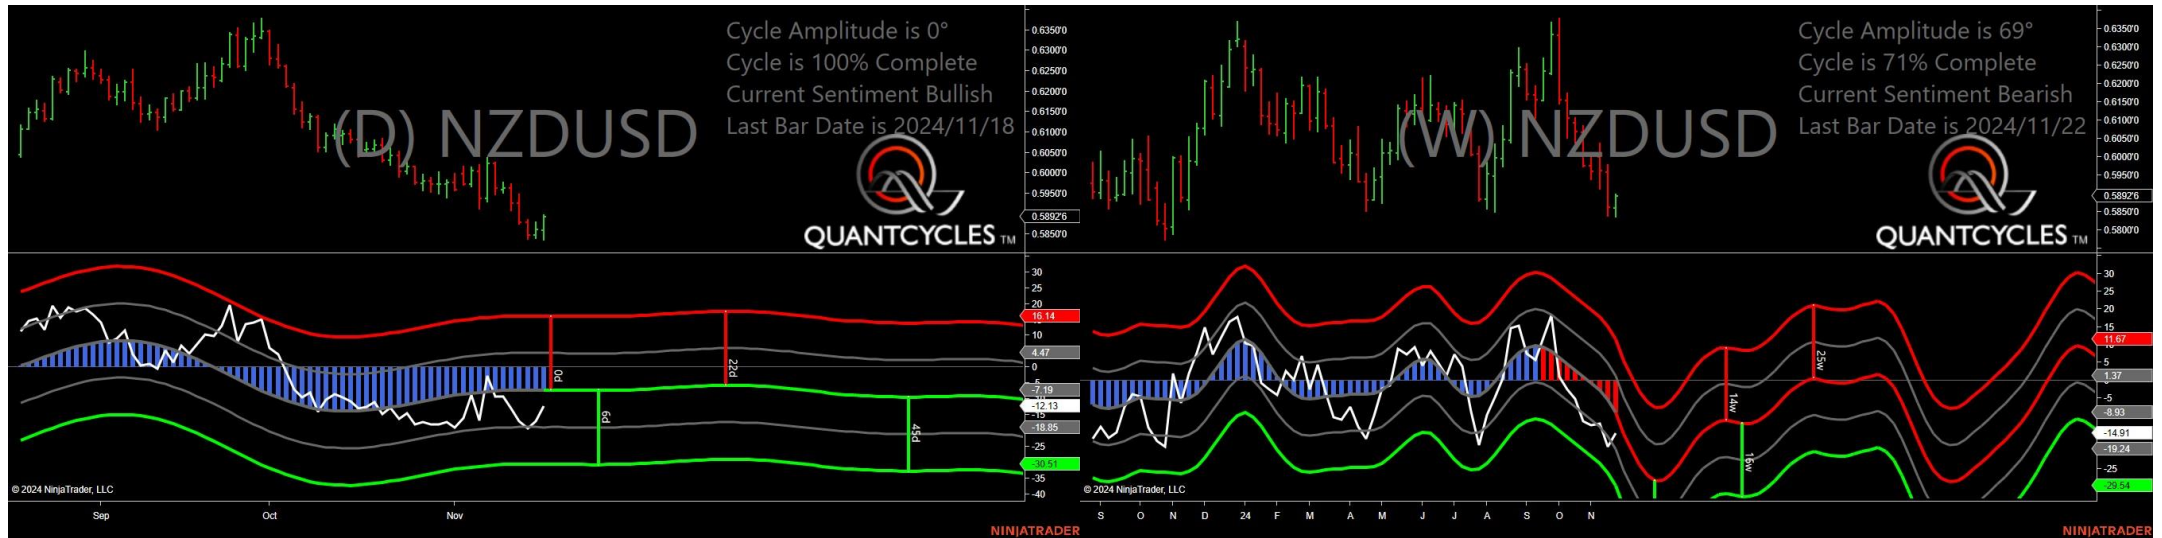 Cycle Amplitude is 0°
Cycle is 100% Complete
Current Sentiment Bullish
Last Bar Date is 2024/11/18
(D) NZDUSD
QUANTCYCLES TM
0.6350'0
0.6300'0
0.6250'0
0.6200'0
0.6150'0
0.6100'0
0.6050'0
0.6000'0
0.5950'0
0.5892'6
0.5850'0
30
25
20
16.14
10
4.47
0
-7.19
-12.13
-15
-18.85
-25
-30.51
-35
-40
0d
22d
6d
45d
© 2024 NinjaTrader, LLC
Sep Oct Nov
NINJATRADER
Cycle Amplitude is 69°
Cycle is 71% Complete
Current Sentiment Bearish
Last Bar Date is 2024/11/22
(W) NZDUSD
QUANTCYCLES TM
0.6350'0
0.6300'0
0.6250'0
0.6200'0
0.6150'0
0.6100'0
0.6050'0
0.6000'0
0.5950'0
0.5892'6
0.5850'0
0.5800'0
30
25
20
15
11.67
5
1.37
-5
-8.93
-14.91
-19.24
-25
-29.54
14w
25w
16w
© 2024 NinjaTrader, LLC
S O N D 24 F M A M J J A S O N
NINJATRADER